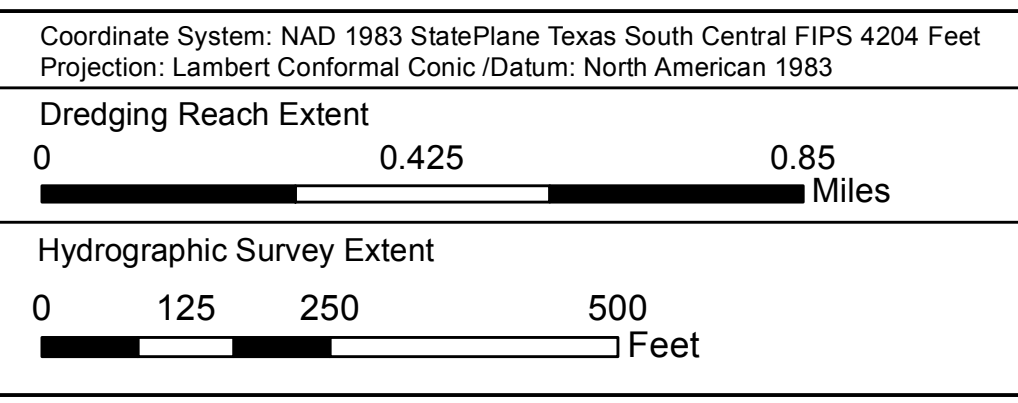 Coordinate System: NAD 1983 StatePlane Texas South Central FIPS 4204 Feet
Projection: Lambert Conformal Conic /Datum: North American 1983
Dredging Reach Extent
0 0.425 0.85
Miles
Hydrographic Survey Extent
0 125 250 500
Feet